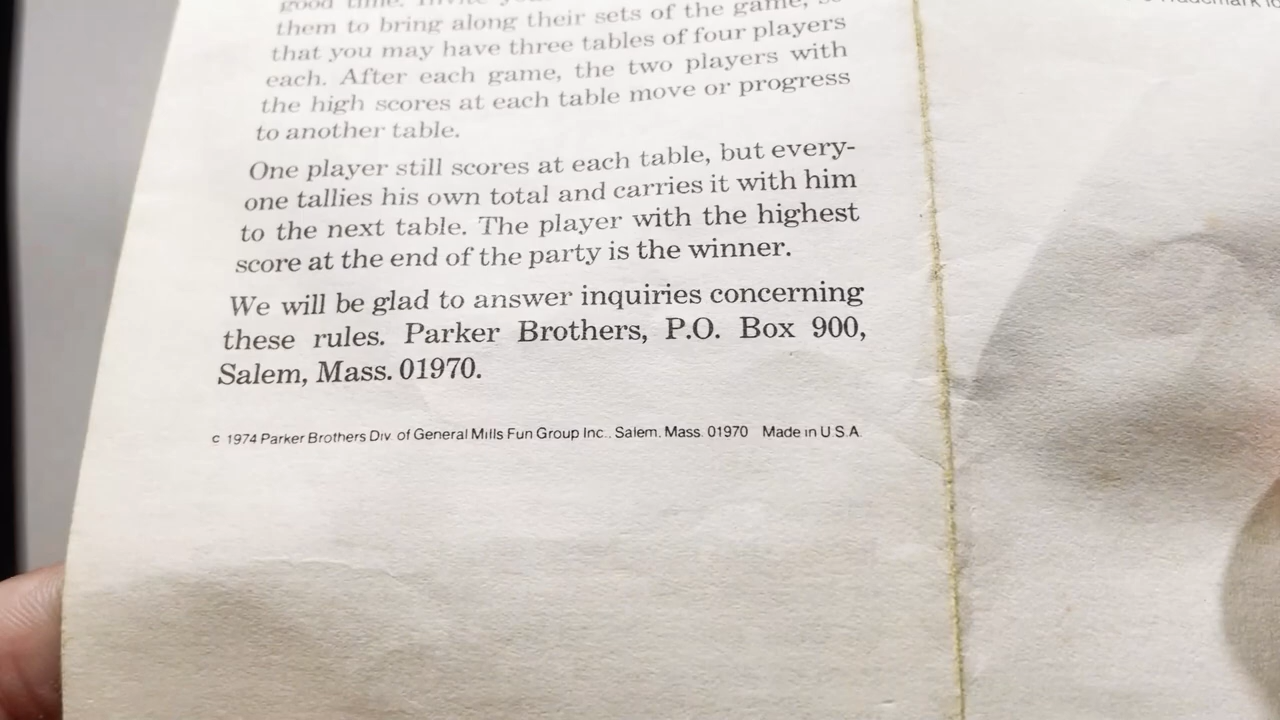 good time. Invite
them to bring along their sets of the game, so
that you may have three tables of four players
each. After each game, the two players with
the high scores at each table move or progress
to another table.
One player still scores at each table, but every-
one tallies his own total and carries it with him
to the next table. The player with the highest
score at the end of the party is the winner.
We will be glad to answer inquiries concerning
these rules. Parker Brothers, P.O. Box 900,
Salem, Mass. 01970.
c 1974 Parker Brothers Div. of General Mills Fun Group Inc., Salem, Mass. 01970 Made in U.S.A.